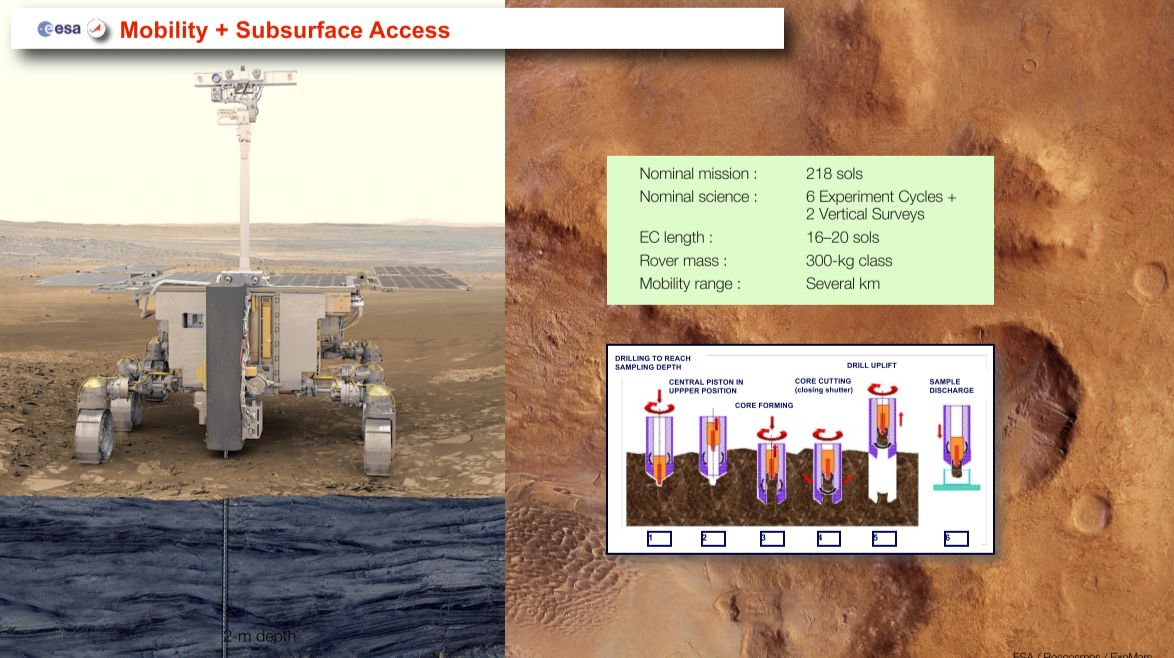 esa
Mobility + Subsurface Access
Nominal mission : 218 sols
Nominal science : 6 Experiment Cycles +
2 Vertical Surveys
EC length : 16–20 sols
Rover mass : 300-kg class
Mobility range : Several km
DRILLING TO REACH
SAMPLING DEPTH
CENTRAL PISTON IN
UPPPER POSITION
CORE FORMING
CORE CUTTING
(closing shutter)
DRILL UPLIFT
SAMPLE
DISCHARGE
1 2 3 4 5 6
2-m depth
ESA / Roscosmos / ExoMars